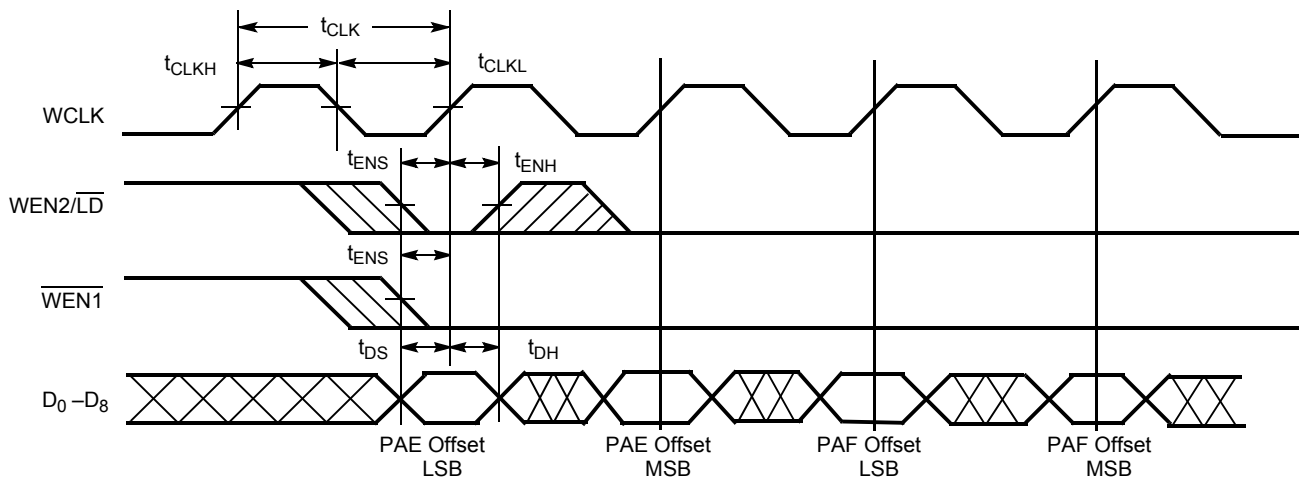 tCLK
tCLKH
tCLKL
WCLK
tENS
tENH
WEN2/LD
tENS
WEN1
tDS
tDH
D0 –D8
PAE Offset
LSB
PAE Offset
MSB
PAF Offset
LSB
PAF Offset
MSB